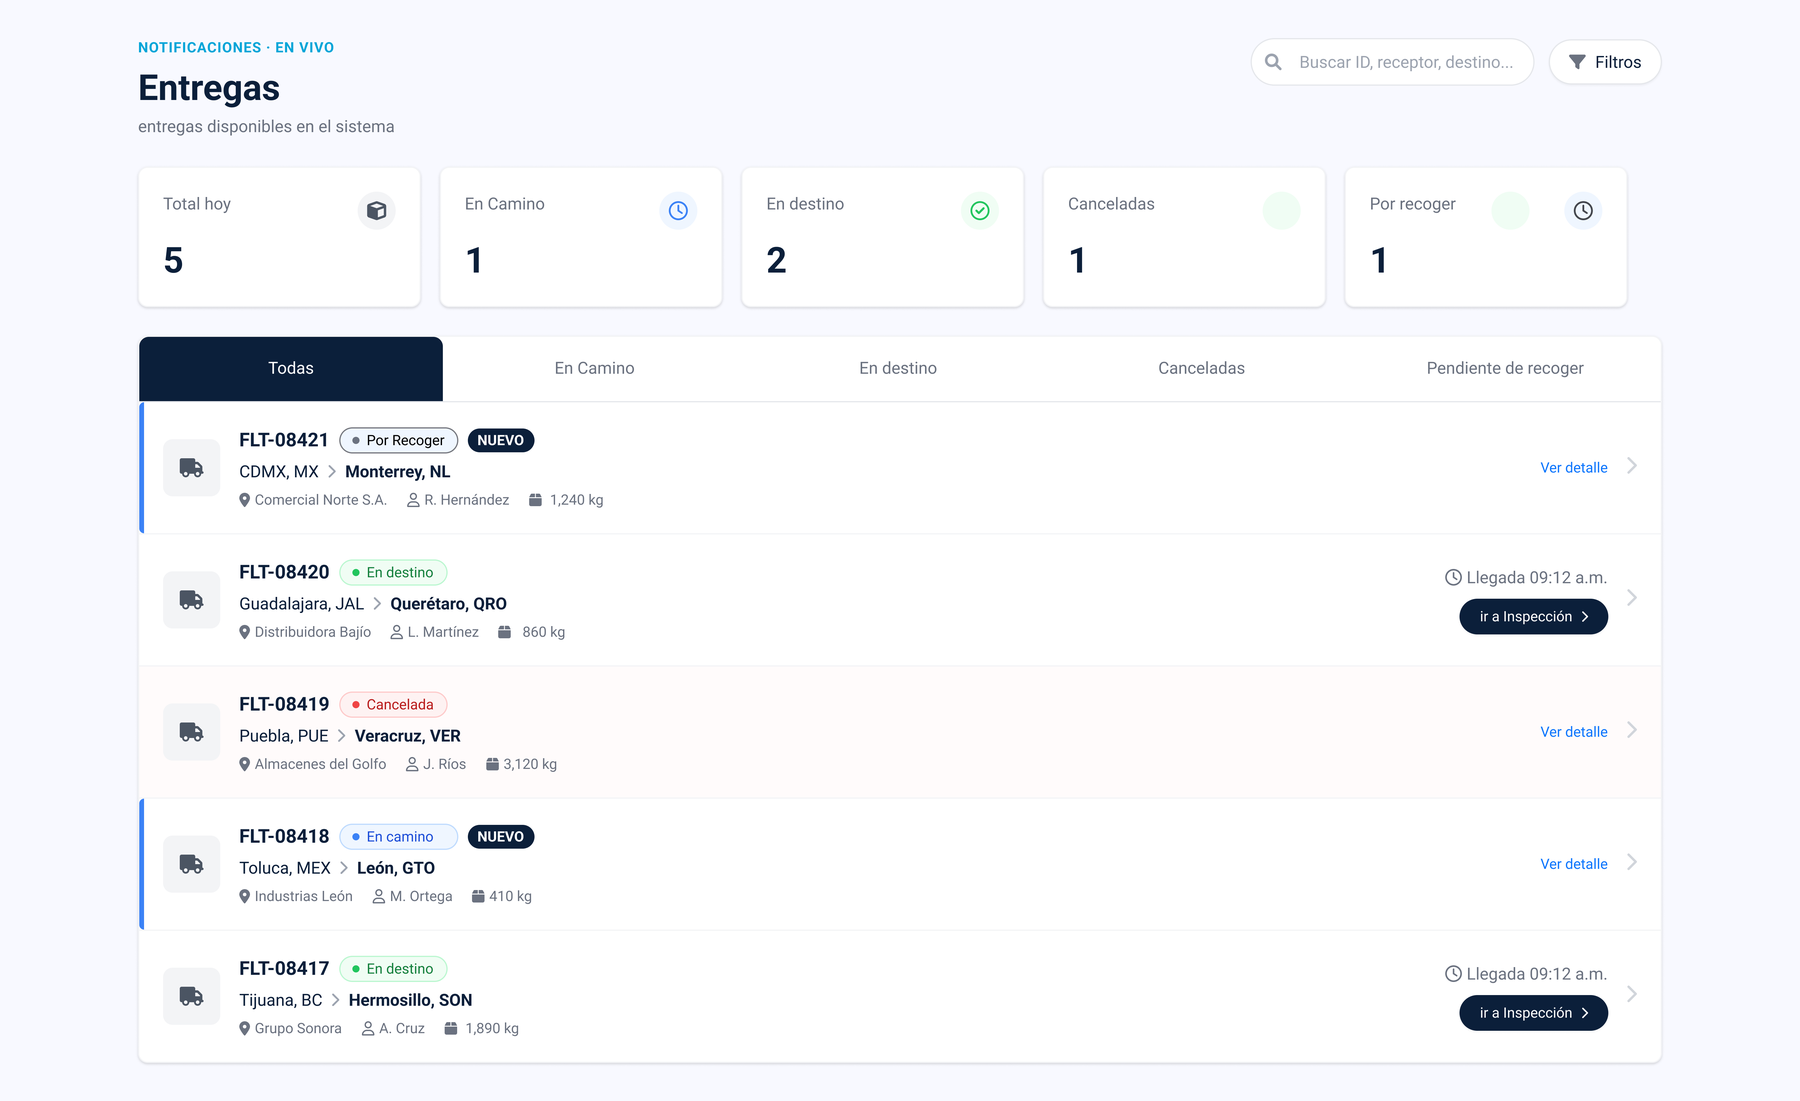 NOTIFICACIONES · EN VIVO
Entregas
entregas disponibles en el sistema
Buscar ID, receptor, destino...
Filtros
Total hoy
5
En Camino
1
En destino
2
Canceladas
1
Por recoger
1
Todas
En Camino
En destino
Canceladas
Pendiente de recoger
FLT-08421 Por Recoger NUEVO
CDMX, MX > Monterrey, NL
Comercial Norte S.A. R. Hernández 1,240 kg
Ver detalle
FLT-08420 En destino
Guadalajara, JAL > Querétaro, QRO
Distribuidora Bajío L. Martínez 860 kg
Llegada 09:12 a.m.
ir a Inspección >
FLT-08419 Cancelada
Puebla, PUE > Veracruz, VER
Almacenes del Golfo J. Ríos 3,120 kg
Ver detalle
FLT-08418 En camino NUEVO
Toluca, MEX > León, GTO
Industrias León M. Ortega 410 kg
Ver detalle
FLT-08417 En destino
Tijuana, BC > Hermosillo, SON
Grupo Sonora A. Cruz 1,890 kg
Llegada 09:12 a.m.
ir a Inspección >